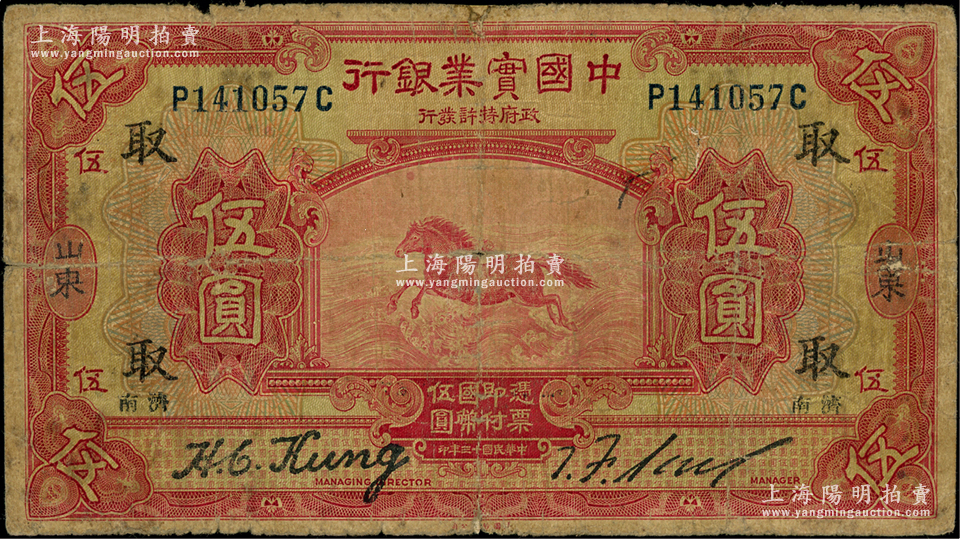 上海陽明拍賣
www.yangmingauction.com
伍
伍
中國實業銀行
P141057C
P141057C
政府特許發行
取
取
伍
伍
伍圓
伍圓
山東
山東
上海陽明拍賣
www.yangmingauction.com
取
取
伍
伍
濟南
濟南
憑票
即付
國幣
伍圓
中華民國十三年印
伍
伍
H.C. Kung
MANAGING DIRECTOR
MANAGER
上海陽明拍賣
www.yangmingauction.com